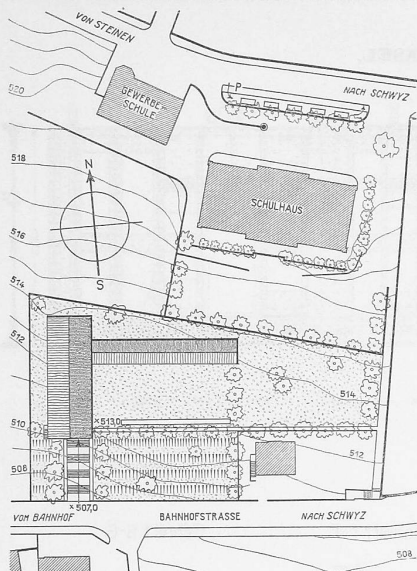 VON STEINEN
P
NACH SCHWYZ
520
GEWERBE-
SCHULE
518
N
SCHULHAUS
516
S
514
512
514
510
×513,0
512
508
×507,0
VOM BAHNHOF
BAHNHOFSTRASSE
NACH SCHWYZ
508